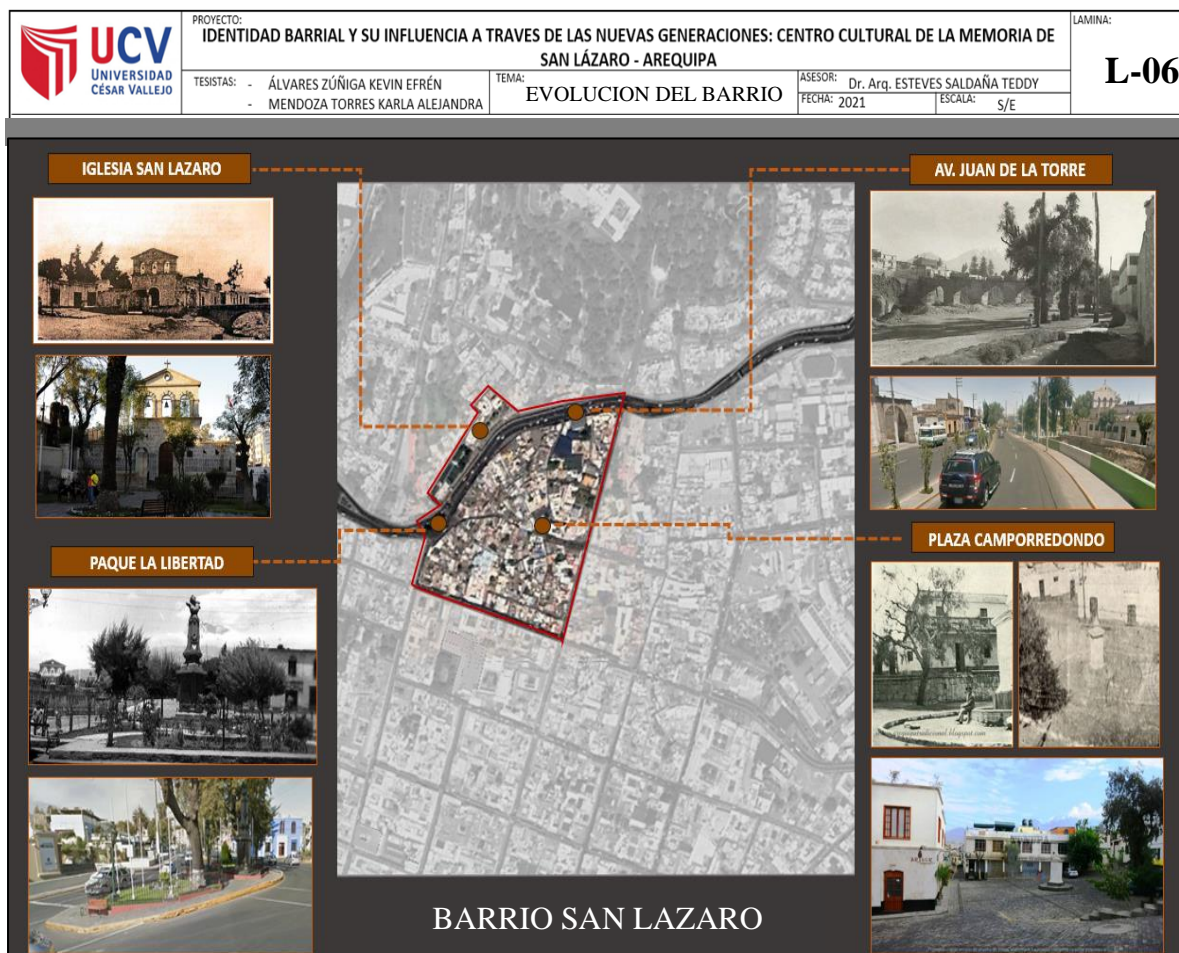 UCV
UNIVERSIDAD
CÉSAR VALLEJO
PROYECTO:
IDENTIDAD BARRIAL Y SU INFLUENCIA A TRAVES DE LAS NUEVAS GENERACIONES: CENTRO CULTURAL DE LA MEMORIA DE
SAN LÁZARO - AREQUIPA
TESISTAS: - ÁLVARES ZÚÑIGA KEVIN EFRÉN
- MENDOZA TORRES KARLA ALEJANDRA
TEMA:
EVOLUCION DEL BARRIO
ASESOR: Dr. Arq. ESTEVES SALDAÑA TEDDY
FECHA: 2021
ESCALA: S/E
LAMINA:
L-06
IGLESIA SAN LAZARO
AV. JUAN DE LA TORRE
PAQUE LA LIBERTAD
PLAZA CAMPORREDONDO
BARRIO SAN LAZARO